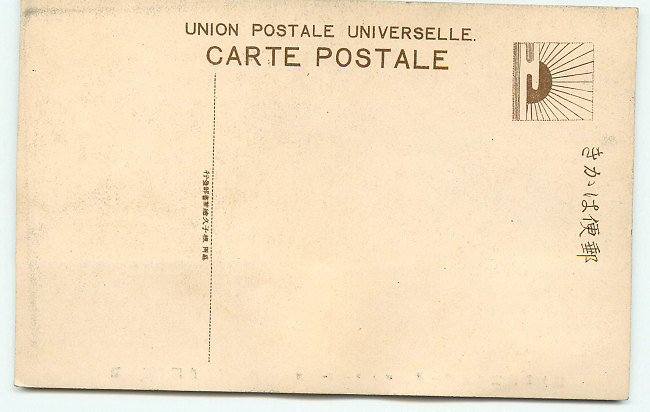 UNION POSTALE UNIVERSELLE.
CARTE POSTALE
郵便はかき